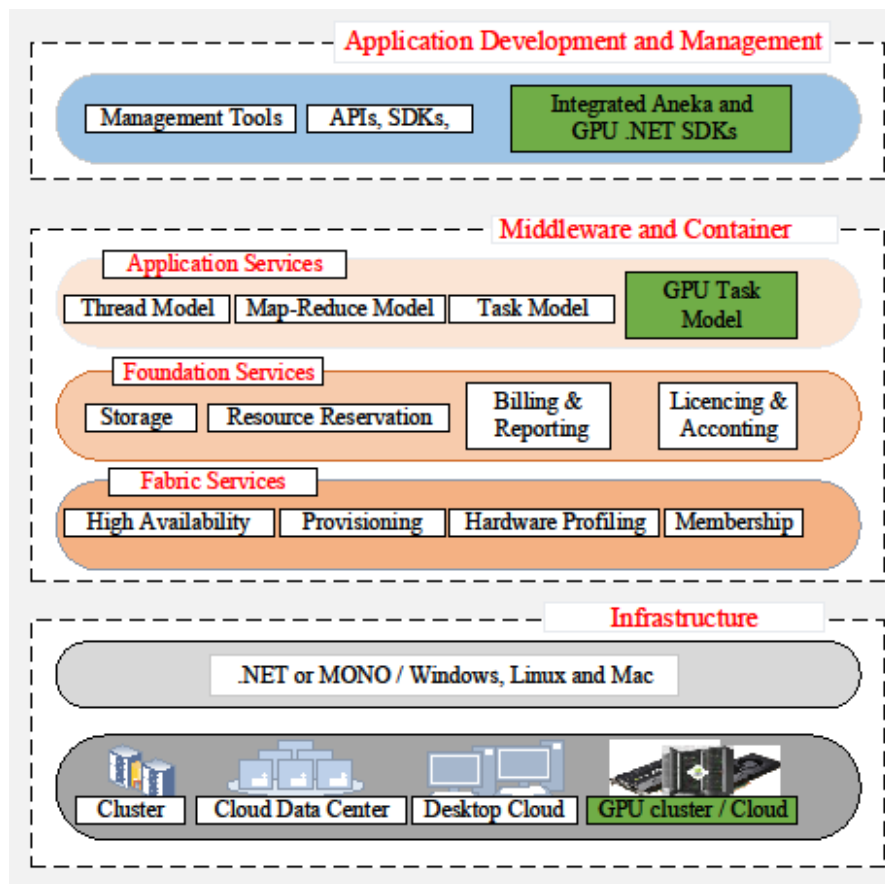 Application Development and Management
Management Tools
APIs, SDKs,
Integrated Aneka and
GPU .NET SDKs
Middleware and Container
Application Services
Thread Model
Map-Reduce Model
Task Model
GPU Task
Model
Foundation Services
Storage
Resource Reservation
Billing &
Reporting
Licencing &
Acconting
Fabric Services
High Availability
Provisioning
Hardware Profiling
Membership
Infrastructure
.NET or MONO / Windows, Linux and Mac
Cluster
Cloud Data Center
Desktop Cloud
GPU cluster / Cloud